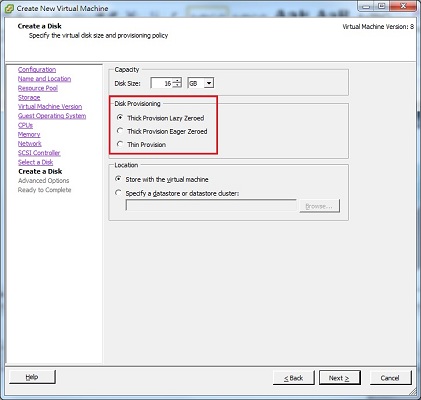 Create New Virtual Machine
Create a Disk
Specify the virtual disk size and provisioning policy
Virtual Machine Version: 8
Configuration
Name and Location
Resource Pool
Storage
Virtual Machine Version
Guest Operating System
CPUs
Memory
Network
SCSI Controller
Select a Disk
Create a Disk
Advanced Options
Ready to Complete
Capacity
Disk Size: 16 GB
Disk Provisioning
Thick Provision Lazy Zeroed
Thick Provision Eager Zeroed
Thin Provision
Location
Store with the virtual machine
Specify a datastore or datastore cluster:
Browse...
Help
< Back
Next >
Cancel